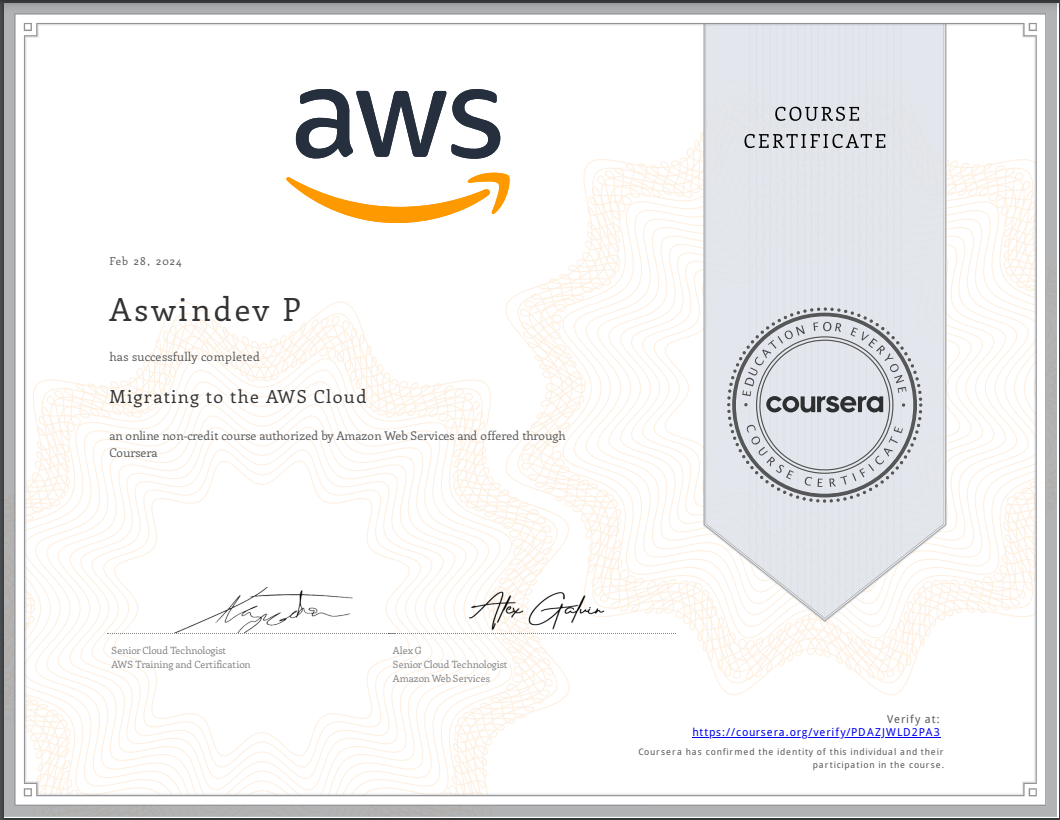 aws
COURSE
CERTIFICATE
Feb 28, 2024
Aswindev P
has successfully completed
Migrating to the AWS Cloud
an online non-credit course authorized by Amazon Web Services and offered through
Coursera
EDUCATION FOR EVERYONE
coursera
COURSE CERTIFICATE
Alex Galvin
Senior Cloud Technologist
AWS Training and Certification
Alex G
Senior Cloud Technologist
Amazon Web Services
Verify at:
https://coursera.org/verify/PDAZJWLD2PA3
Coursera has confirmed the identity of this individual and their
participation in the course.